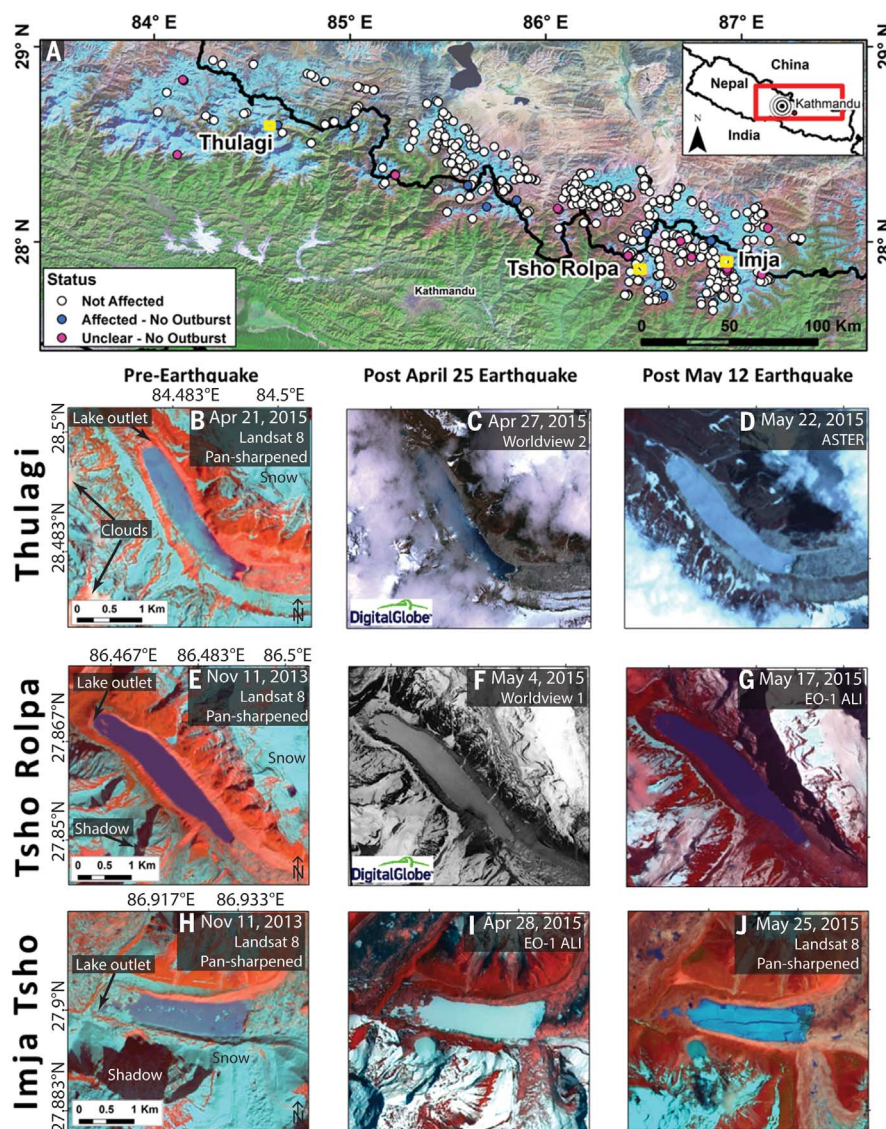 84° E
85° E
86° E
87° E
29° N
28° N
A
Thulagi
Tsho Rolpa
Imja
Kathmandu
China
Nepal
Kathmandu
India
N
Status
Not Affected
Affected - No Outburst
Unclear - No Outburst
0 50 100 Km
Pre-Earthquake
Post April 25 Earthquake
Post May 12 Earthquake
Thulagi
84.483°E 84.5°E
28.5°N
28.483°N
Lake outlet
B Apr 21, 2015
Landsat 8
Pan-sharpened
Snow
Clouds
0 0.5 1 Km
N
C Apr 27, 2015
Worldview 2
DigitalGlobe
D May 22, 2015
ASTER
Tsho Rolpa
86.467°E 86.483°E 86.5°E
27.867°N
27.85°N
Lake outlet
E Nov 11, 2013
Landsat 8
Pan-sharpened
Snow
Shadow
0 0.5 1 Km
N
F May 4, 2015
Worldview 1
DigitalGlobe
G May 17, 2015
EO-1 ALI
Imja Tsho
86.917°E 86.933°E
27.9°N
27.883°N
H Nov 11, 2013
Landsat 8
Pan-sharpened
Lake outlet
Snow
Shadow
0 0.5 1 Km
N
I Apr 28, 2015
EO-1 ALI
J May 25, 2015
Landsat 8
Pan-sharpened